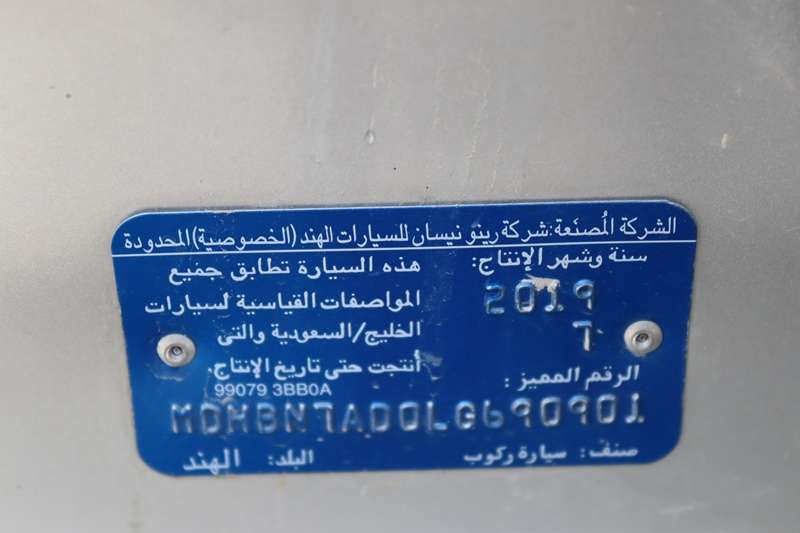 الشركة المُصنَعة: شركة رينو نيسان للسيارات الهند (الخصوصية) المحدودة
سنة وشهر الإنتاج:
2019
7
هذه السيارة تطابق جميع
المواصفات القياسية لسيارات
الخليج/السعودية والتى
أنتجت حتى تاريخ الإنتاج.
99079 3BB0A
الرقم المميز :
MDHBN7AD0LG690901
صنف: سيارة ركوب
البلد: الهند